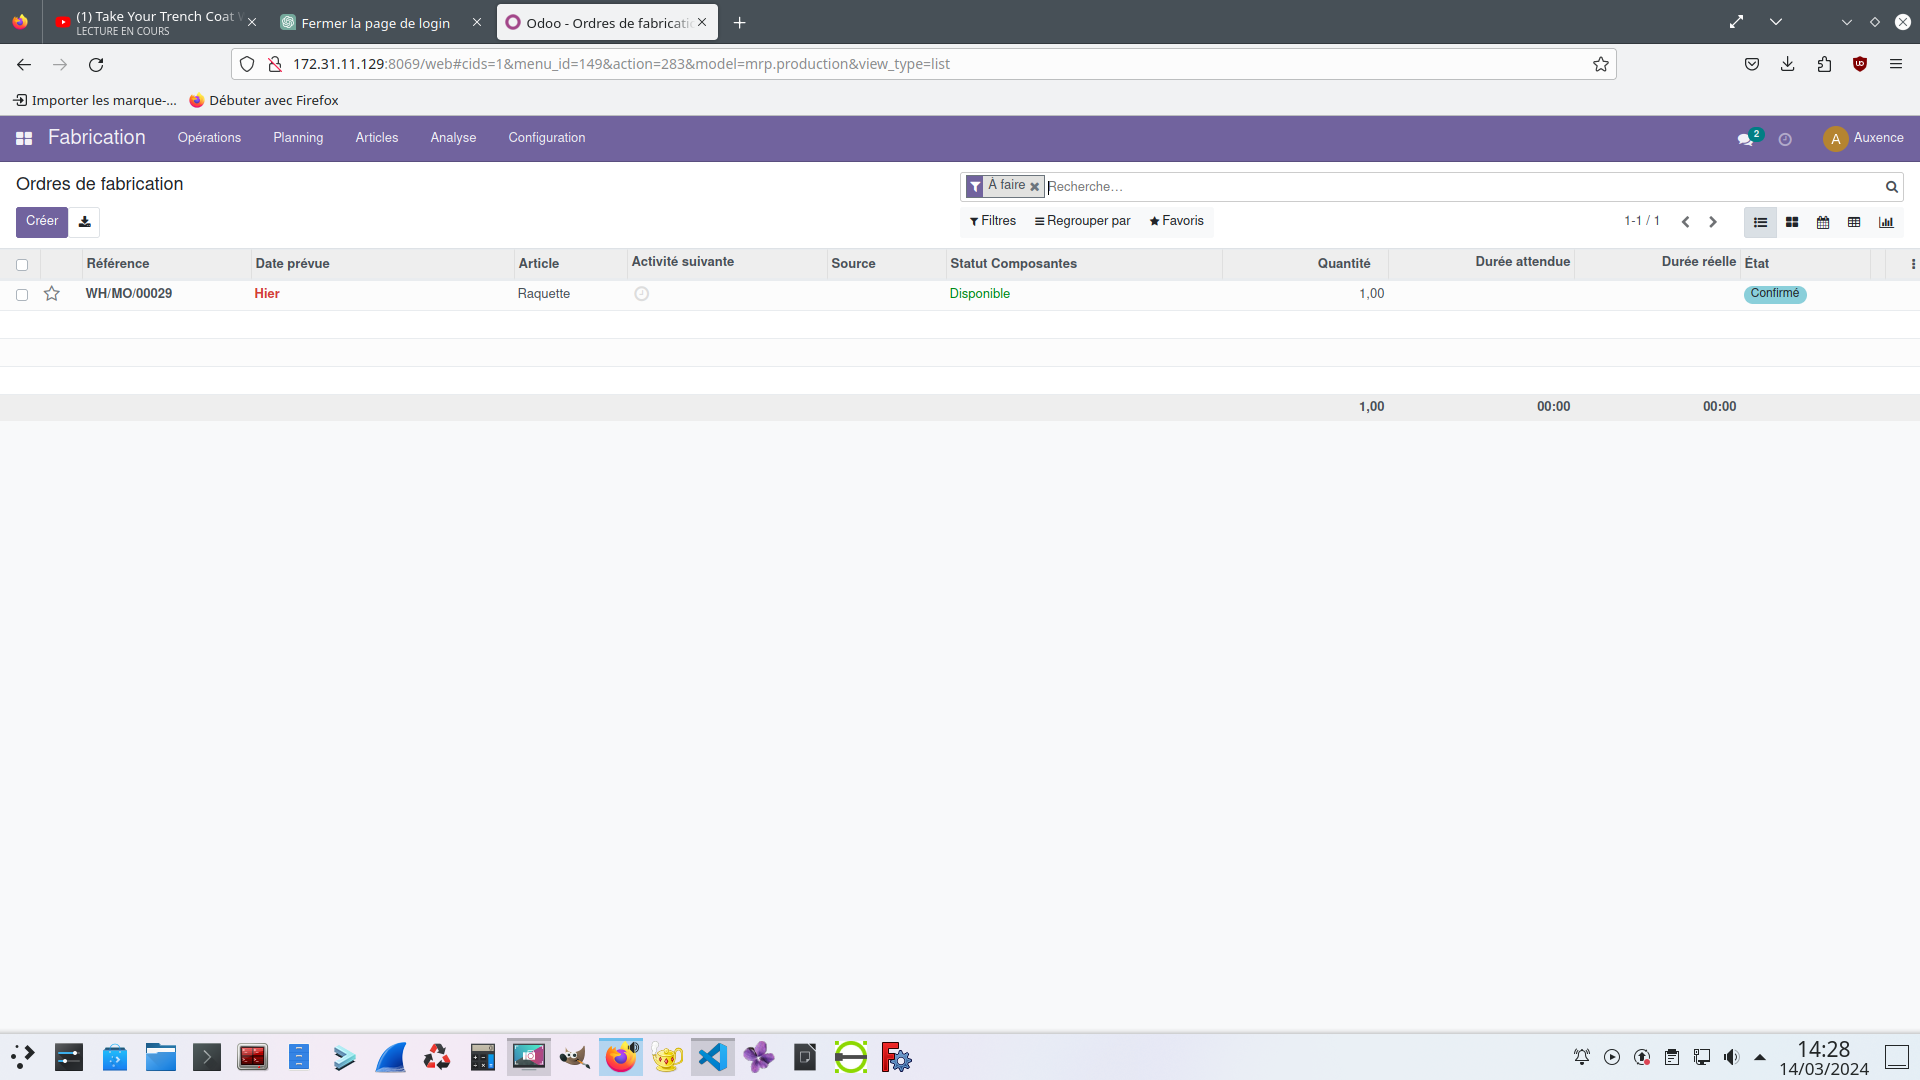 (1) Take Your Trench Coat
LECTURE EN COURS
Fermer la page de login
Odoo - Ordres de fabricati
172.31.11.129:8069/web#cids=1&menu_id=149&action=283&model=mrp.production&view_type=list
Importer les marque-...
Débuter avec Firefox
Fabrication
Opérations
Planning
Articles
Analyse
Configuration
2
A
Auxence
Ordres de fabrication
À faire
Recherche...
Créer
Filtres
Regrouper par
Favoris
1-1 / 1
Référence
Date prévue
Article
Activité suivante
Source
Statut Composantes
Quantité
Durée attendue
Durée réelle
État
WH/MO/00029
Hier
Raquette
Disponible
1,00
Confirmé
1,00
00:00
00:00
14:28
14/03/2024